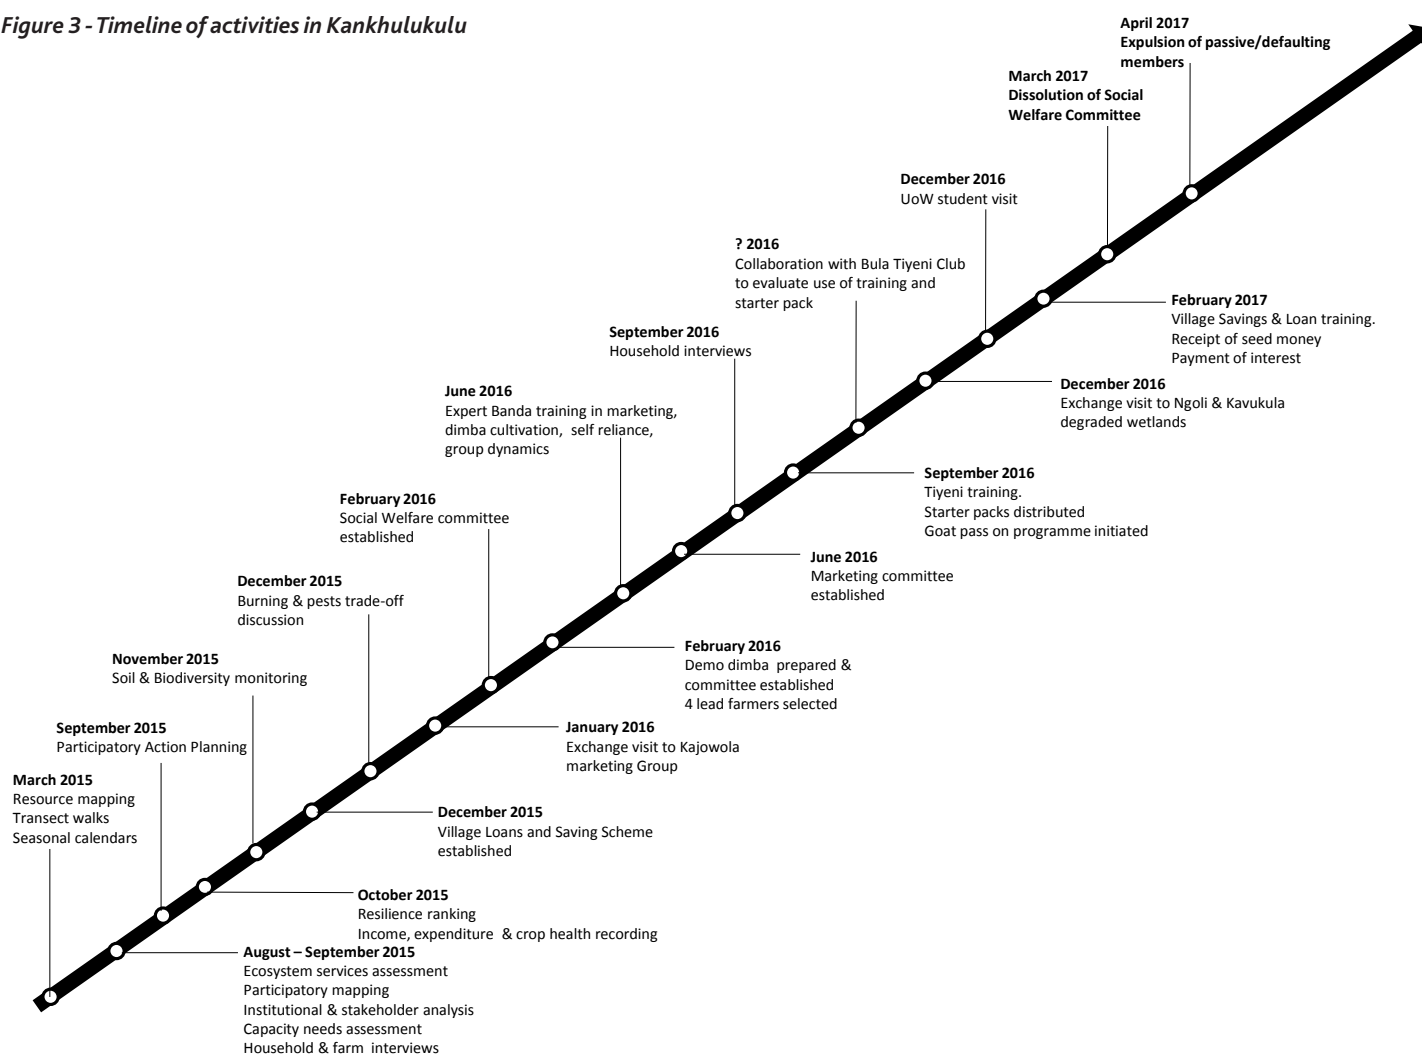 Figure 3 - Timeline of activities in Kankhulukulu
April 2017
Expulsion of passive/defaulting
members
March 2017
Dissolution of Social
Welfare Committee
December 2016
UoW student visit
? 2016
Collaboration with Bula Tiyeni Club
to evaluate use of training and
starter pack
February 2017
Village Savings & Loan training.
Receipt of seed money
Payment of interest
September 2016
Household interviews
December 2016
Exchange visit to Ngoli & Kavukula
degraded wetlands
June 2016
Expert Banda training in marketing,
dimba cultivation, self reliance,
group dynamics
September 2016
Tiyeni training.
Starter packs distributed
Goat pass on programme initiated
February 2016
Social Welfare committee
established
June 2016
Marketing committee
established
December 2015
Burning & pests trade-off
discussion
February 2016
Demo dimba prepared &
committee established
4 lead farmers selected
November 2015
Soil & Biodiversity monitoring
January 2016
Exchange visit to Kajowola
marketing Group
September 2015
Participatory Action Planning
March 2015
Resource mapping
Transect walks
Seasonal calendars
December 2015
Village Loans and Saving Scheme
established
October 2015
Resilience ranking
Income, expenditure & crop health recording
August – September 2015
Ecosystem services assessment
Participatory mapping
Institutional & stakeholder analysis
Capacity needs assessment
Household & farm interviews